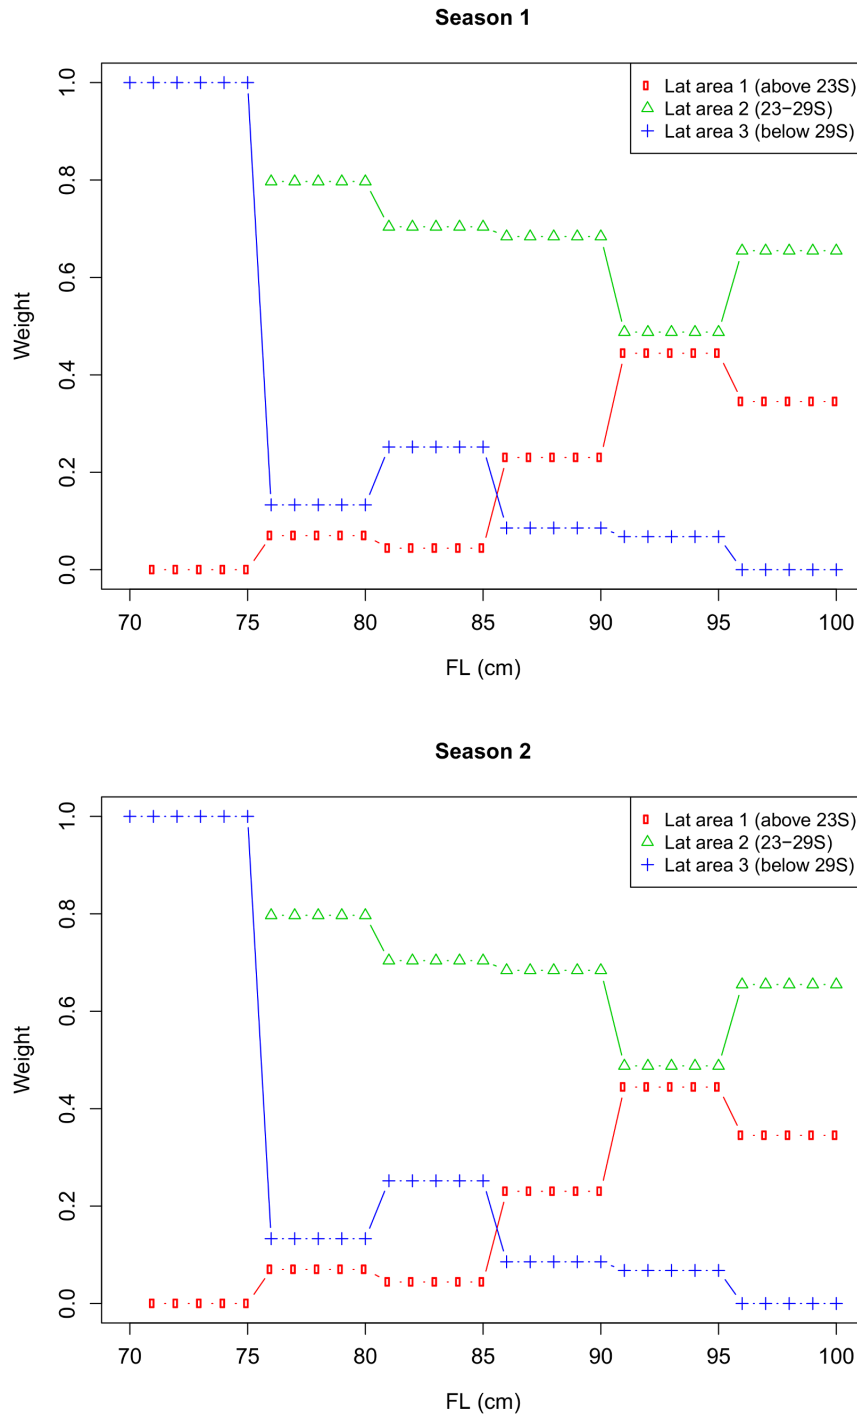 Season 1
1.0
0.8
0.6
0.4
0.2
0.0
Weight
Lat area 1 (above 23S)
Lat area 2 (23−29S)
Lat area 3 (below 29S)
70 75 80 85 90 95 100
FL (cm)
Season 2
1.0
0.8
0.6
0.4
0.2
0.0
Weight
Lat area 1 (above 23S)
Lat area 2 (23−29S)
Lat area 3 (below 29S)
70 75 80 85 90 95 100
FL (cm)